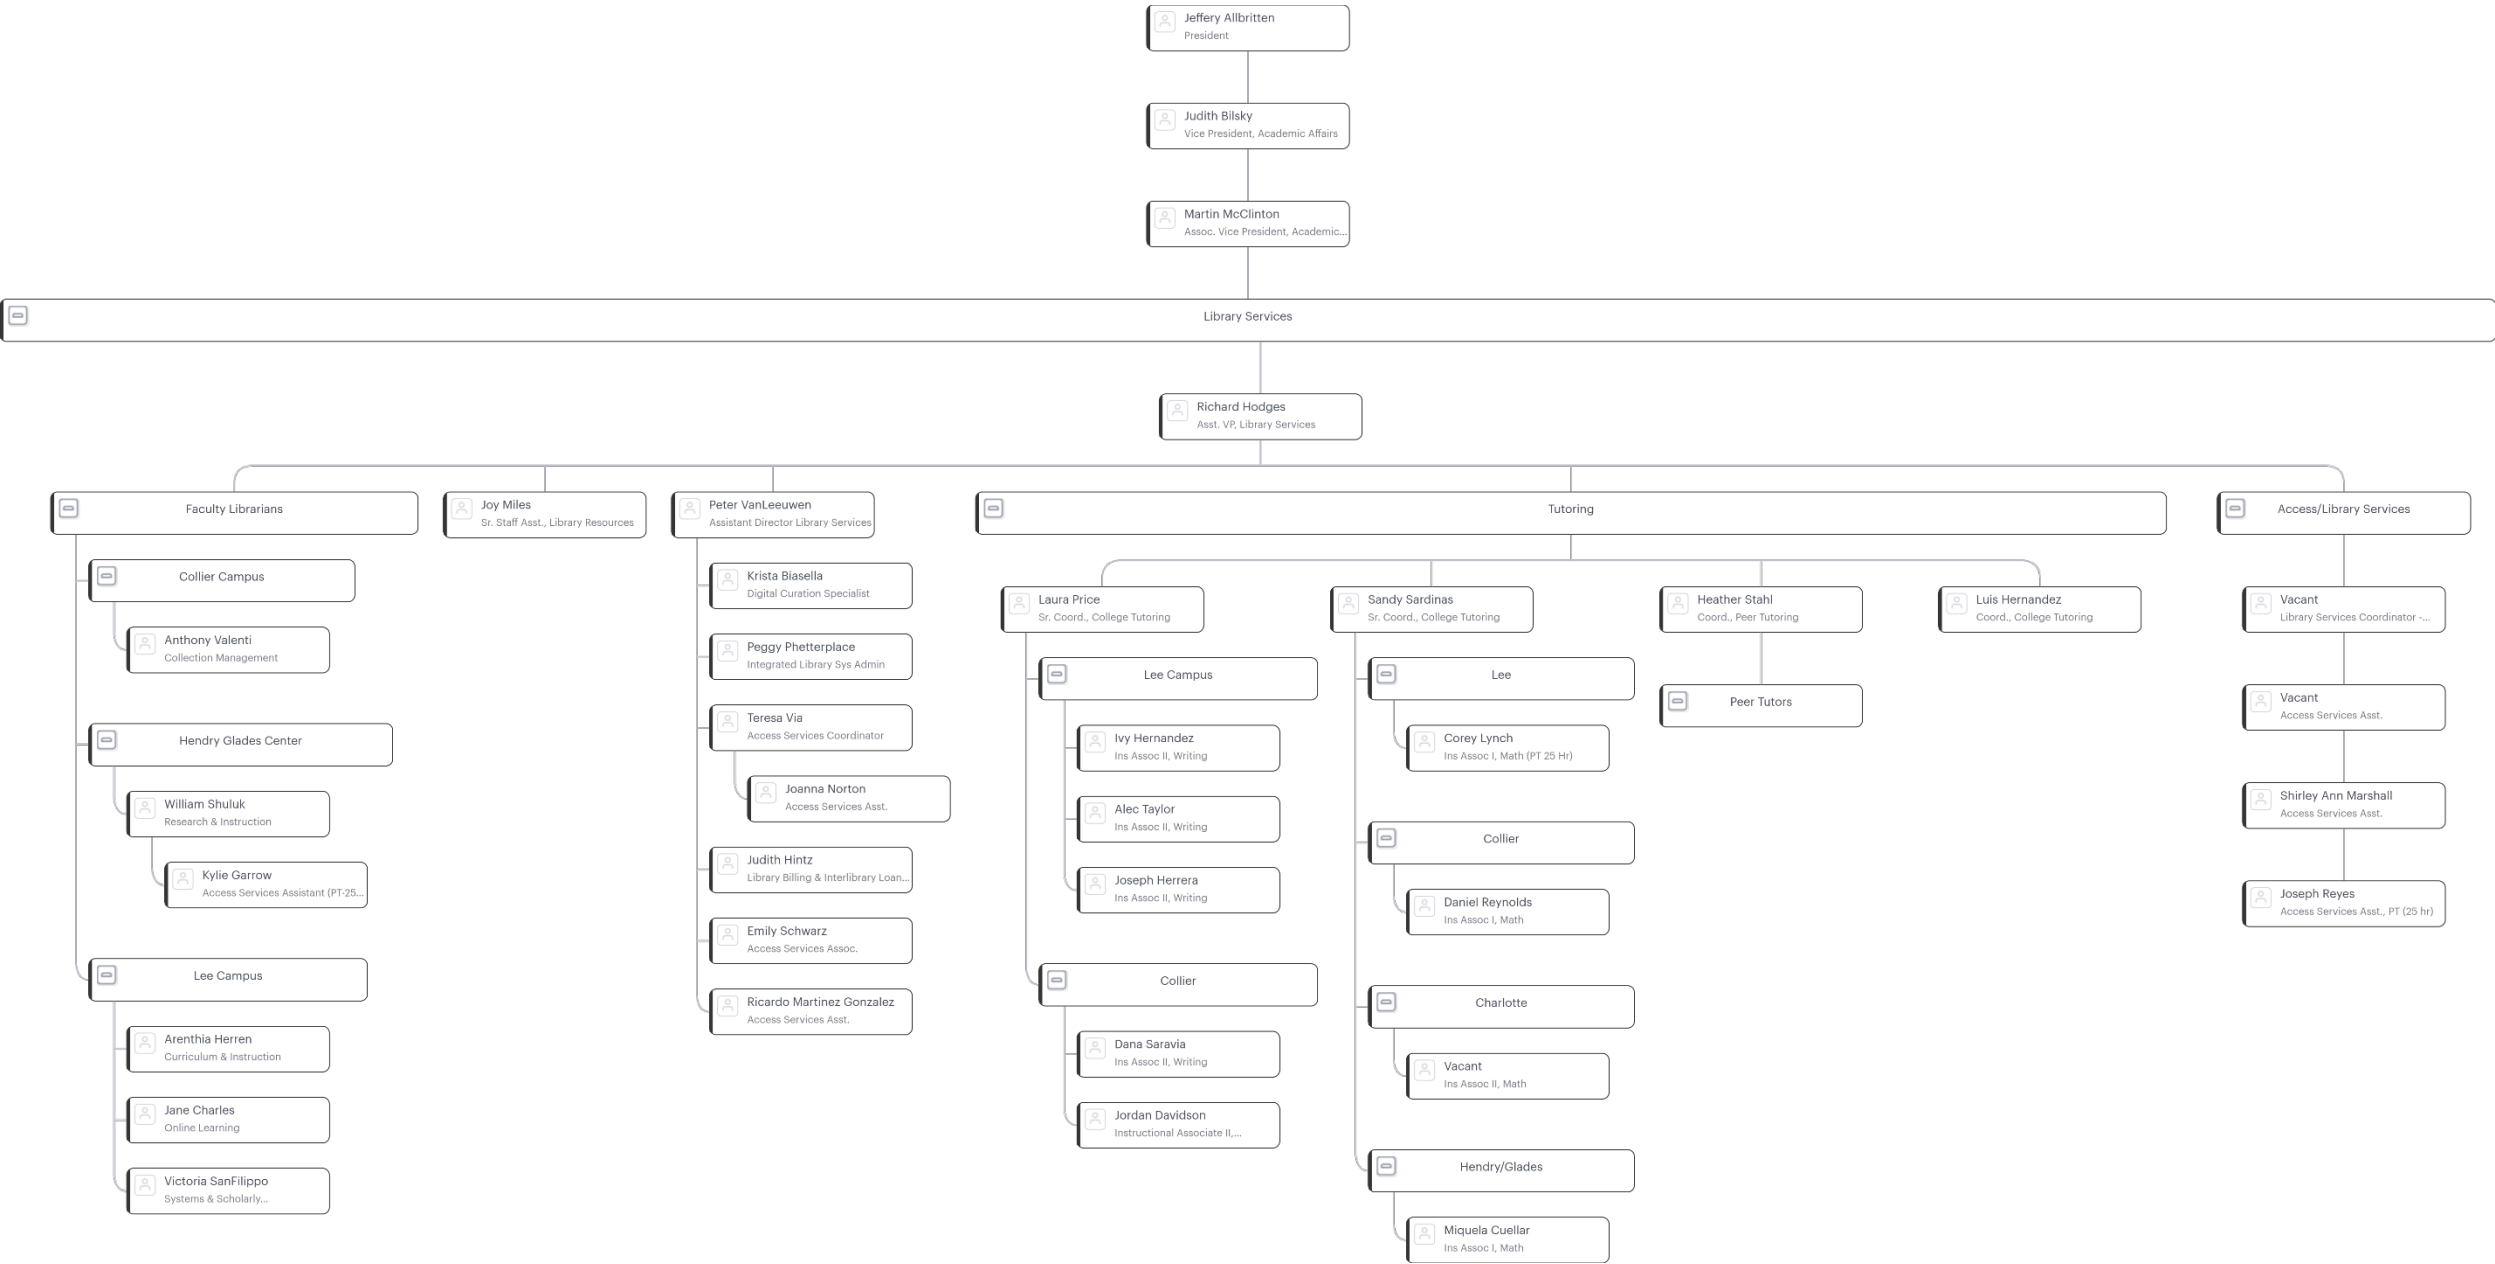 Jeffery Allbritten
President
Judith Bilsky
Vice President, Academic Affairs
Martin McClinton
Assoc. Vice President, Academic...
Library Services
Richard Hodges
Asst. VP, Library Services
Faculty Librarians
Collier Campus
Anthony Valenti
Collection Management
Hendry Glades Center
William Shuluk
Research & Instruction
Kylie Garrow
Access Services Assistant (PT-25...
Lee Campus
Arenthia Herren
Curriculum & Instruction
Jane Charles
Online Learning
Victoria SanFilippo
Systems & Scholarly...
Joy Miles
Sr. Staff Asst., Library Resources
Peter VanLeeuwen
Assistant Director Library Services
Krista Biasella
Digital Curation Specialist
Peggy Phetterplace
Integrated Library Sys Admin
Teresa Via
Access Services Coordinator
Joanna Norton
Access Services Asst.
Judith Hintz
Library Billing & Interlibrary Loan...
Emily Schwarz
Access Services Assoc.
Ricardo Martinez Gonzalez
Access Services Asst.
Tutoring
Laura Price
Sr. Coord., College Tutoring
Lee Campus
Ivy Hernandez
Ins Assoc II, Writing
Alec Taylor
Ins Assoc II, Writing
Joseph Herrera
Ins Assoc II, Writing
Collier
Dana Saravia
Ins Assoc II, Writing
Jordan Davidson
Instructional Associate II,...
Sandy Sardinas
Sr. Coord., College Tutoring
Lee
Corey Lynch
Ins Assoc I, Math (PT 25 Hr)
Collier
Daniel Reynolds
Ins Assoc I, Math
Charlotte
Vacant
Ins Assoc II, Math
Hendry/Glades
Miquela Cuellar
Ins Assoc I, Math
Heather Stahl
Coord., Peer Tutoring
Peer Tutors
Luis Hernandez
Coord., College Tutoring
Access/Library Services
Vacant
Library Services Coordinator -...
Vacant
Access Services Asst.
Shirley Ann Marshall
Access Services Asst.
Joseph Reyes
Access Services Asst., PT (25 hr)